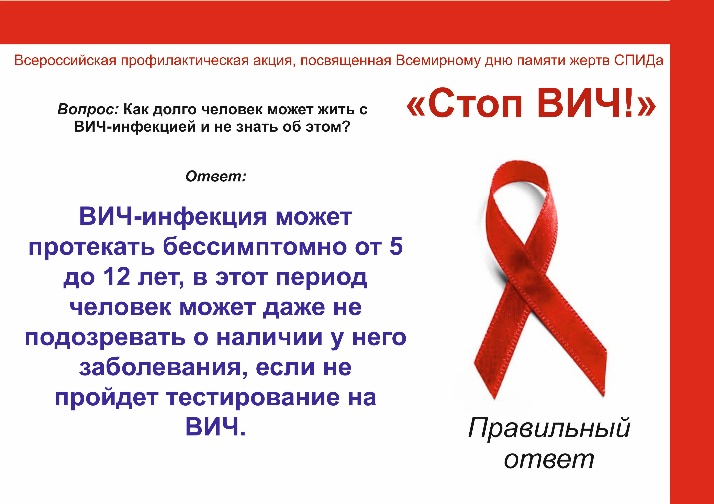 Всероссийская профилактическая акция, посвященная Всемирному дню памяти жертв СПИДа
«Стоп ВИЧ!»
Вопрос: Как долго человек может жить с
ВИЧ-инфекцией и не знать об этом?
Ответ:
ВИЧ-инфекция может
протекать бессимптомно от 5
до 12 лет, в этот период
человек может даже не
подозревать о наличии у него
заболевания, если не
пройдет тестирование на
ВИЧ.
Правильный
ответ